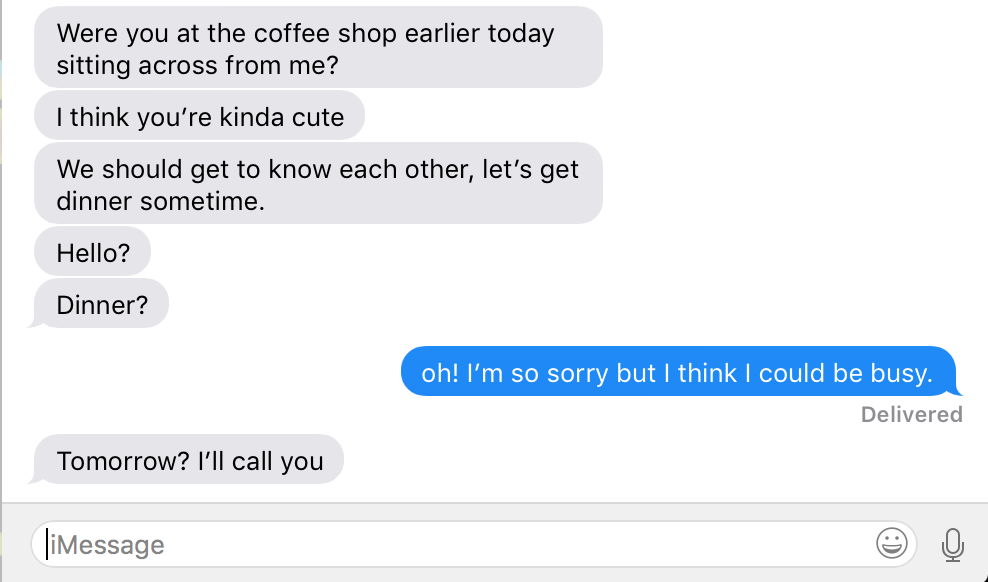 Were you at the coffee shop earlier today
sitting across from me?
I think you’re kinda cute
We should get to know each other, let’s get
dinner sometime.
Hello?
Dinner?
oh! I’m so sorry but I think I could be busy.
Delivered
Tomorrow? I’ll call you
iMessage